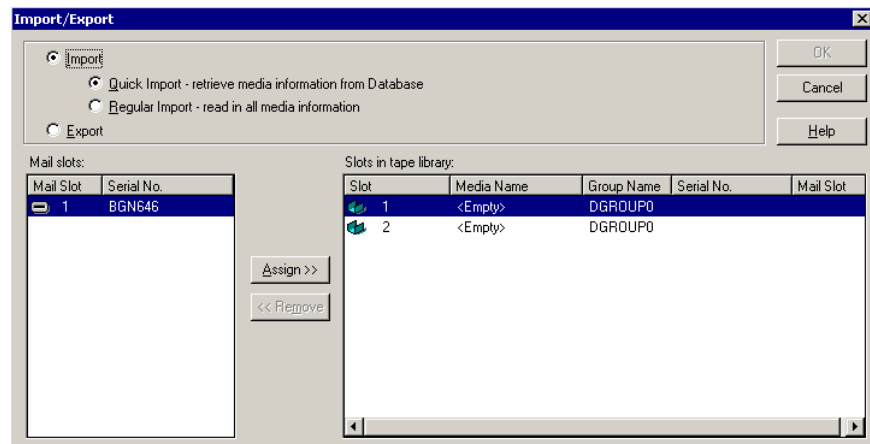 Import/Export
Import
Quick Import - retrieve media information from Database
Regular Import - read in all media information
Export
OK
Cancel
Help
Mail slots:
Mail Slot Serial No.
1 BGN646
Assign >>
<< Remove
Slots in tape library:
Slot Media Name Group Name Serial No. Mail Slot
1 <Empty> DGROUP0
2 <Empty> DGROUP0